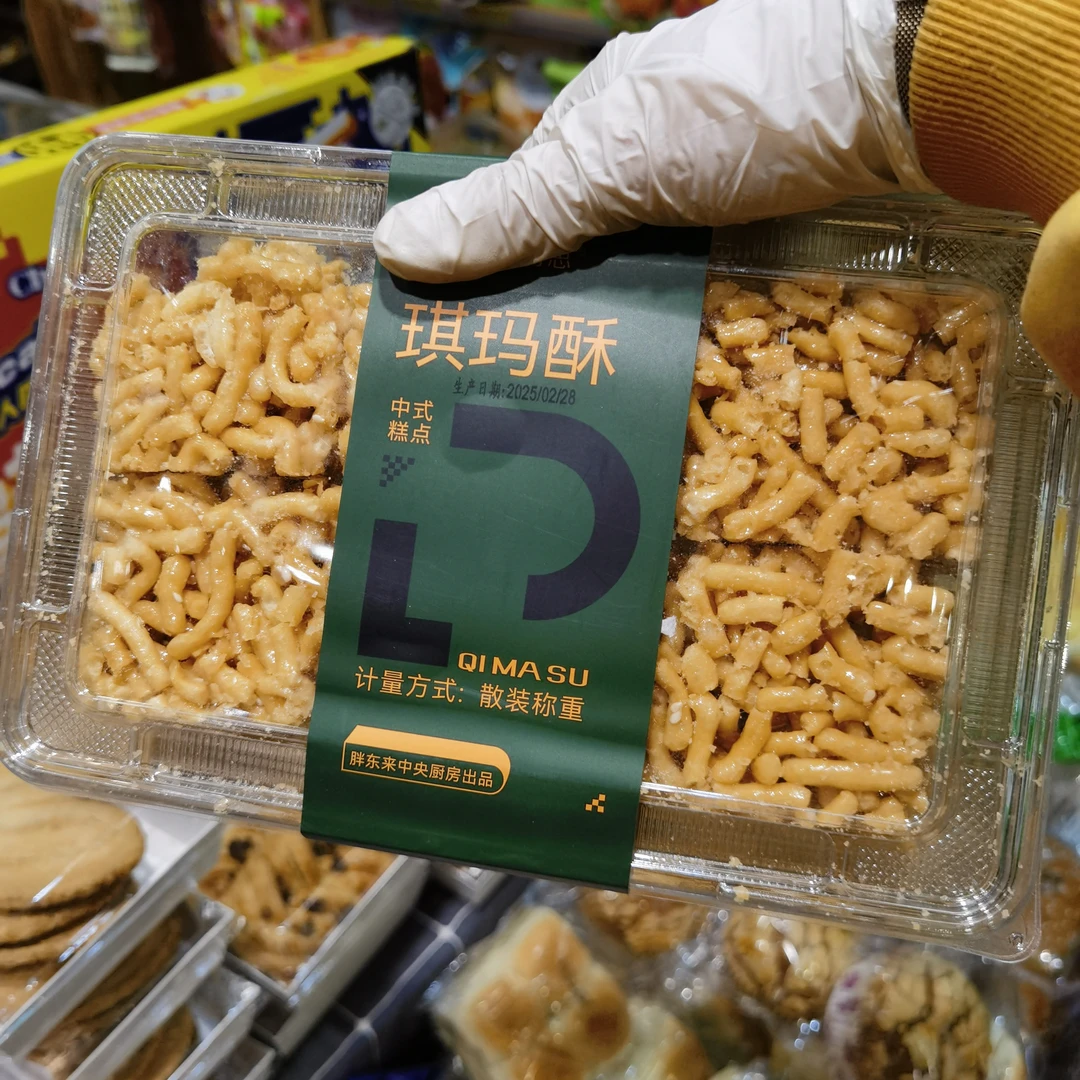 琪玛酥
生产日期:2025/02/28
中式
糕点
QI MA SU
计量方式：散装称重
胖东来中央厨房出品